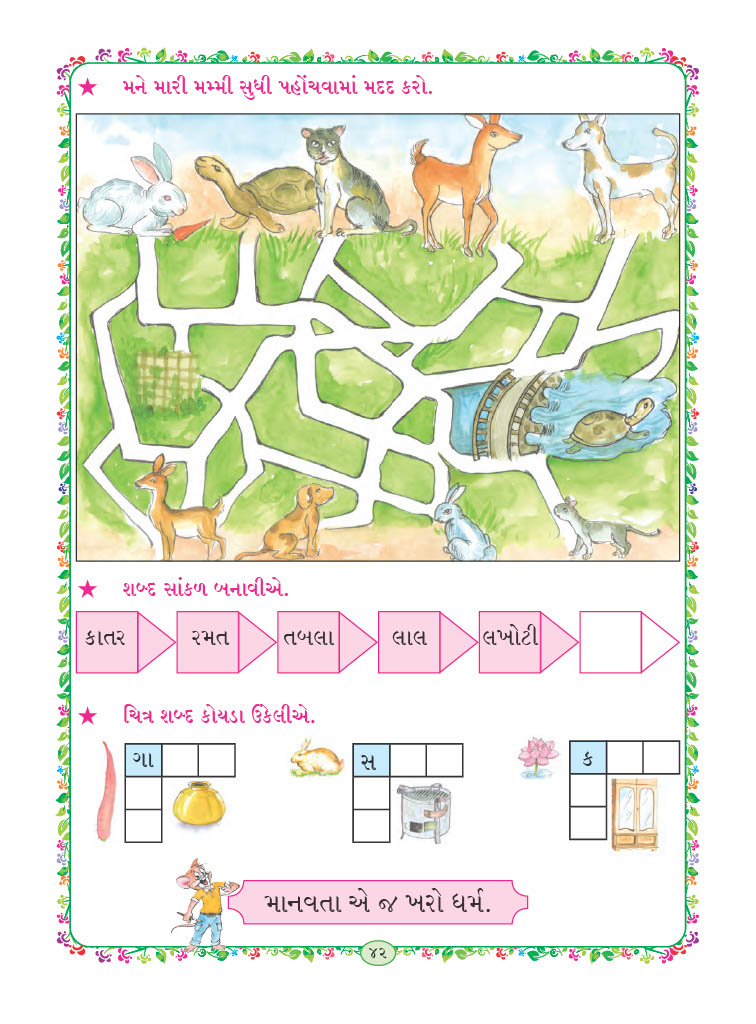 ★ મને મારી મમ્મી સુધી પહોંચવામાં મદદ કરો.
★ શબ્દ સાંકળ બનાવીએ.
કાતર રમત તબલા લાલ લખોટી
★ ચિત્ર શબ્દ કોયડા ઉકેલીએ.
ગા સ ક
માનવતા એ જ ખરો ધર્મ.
૪૨